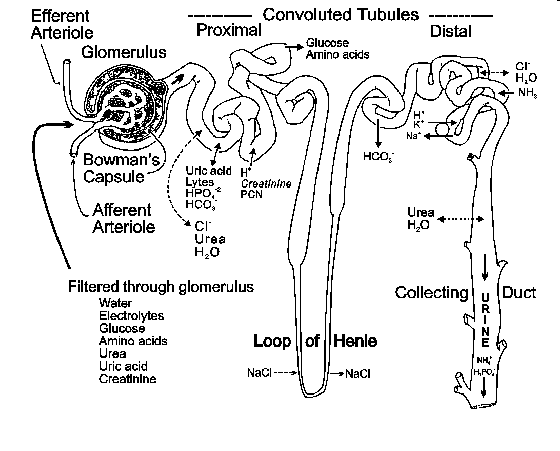 Efferent
Arteriole
Glomerulus
Convoluted Tubules
Proximal
Distal
Glucose
Amino acids
Cl⁻
H₂O
NH₃
H⁺
K⁺
Na⁺
HCO₃⁻
Bowman's
Capsule
Uric acid
Lytes
HPO₄⁻²
HCO₃⁻
H⁺
Creatinine
PCN
Afferent
Arteriole
Cl⁻
Urea
H₂O
Urea
H₂O
Filtered through glomerulus
Water
Electrolytes
Glucose
Amino acids
Urea
Uric acid
Creatinine
Collecting Duct
URINE
Loop of Henle
NH₄⁺
H₂PO₄⁻
NaCl NaCl